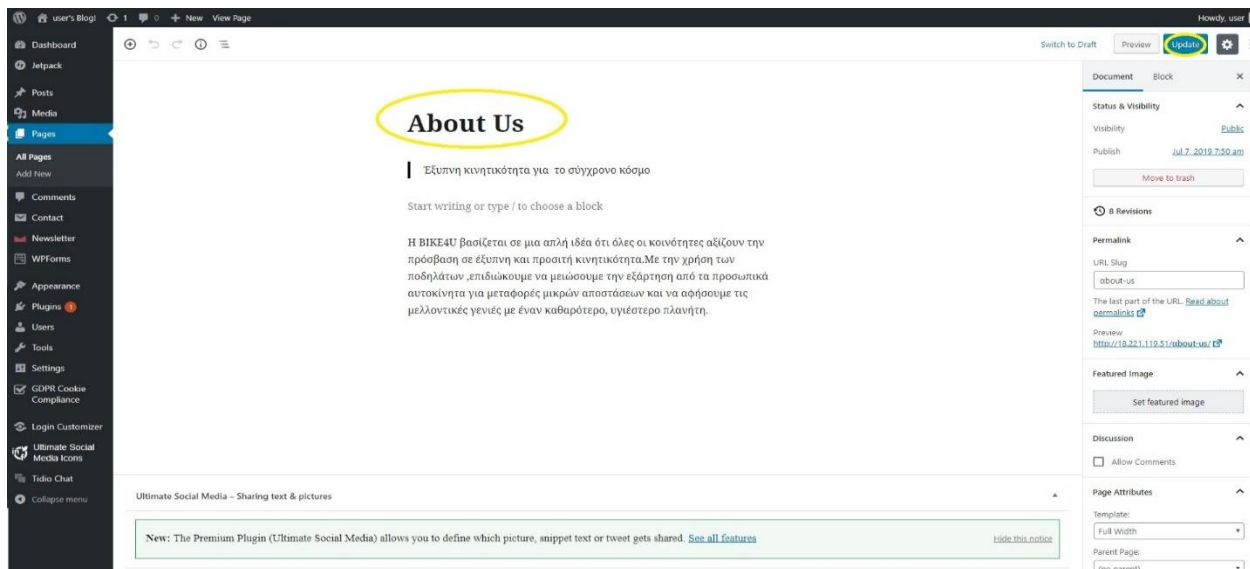 user's Blog! 1 0 + New View Page Howdy, user
Dashboard
Jetpack
Posts
Media
Pages
All Pages
Add New
Comments
Contact
Newsletter
WPForms
Appearance
Plugins 1
Users
Tools
Settings
GDPR Cookie
Compliance
Login Customizer
Ultimate Social
Media Icons
Tidio Chat
Collapse menu
Switch to Draft Preview Update
About Us
Έξυπνη κινητικότητα για το σύγχρονο κόσμο
Start writing or type / to choose a block
Η BIKE4U βασίζεται σε μια απλή ιδέα ότι όλες οι κοινότητες αξίζουν την
πρόσβαση σε έξυπνη και προσιτή κινητικότητα.Με την χρήση των
ποδηλάτων ,επιδιώκουμε να μειώσουμε την εξάρτηση από τα προσωπικά
αυτοκίνητα για μεταφορές μικρών αποστάσεων και να αφήσουμε τις
μελλοντικές γενιές με έναν καθαρότερο, υγιέστερο πλανήτη.
Ultimate Social Media – Sharing text & pictures
New: The Premium Plugin (Ultimate Social Media) allows you to define which picture, snippet text or tweet gets shared. See all features Hide this notice
Document Block
Status & Visibility
Visibility Public
Publish Jul 7, 2019 7:50 am
Move to trash
8 Revisions
Permalink
URL Slug
about-us
The last part of the URL. Read about
permalinks
Preview
http://18.221.119.51/about-us/
Featured Image
Set featured image
Discussion
Allow Comments
Page Attributes
Template:
Full Width
Parent Page:
(no parent)